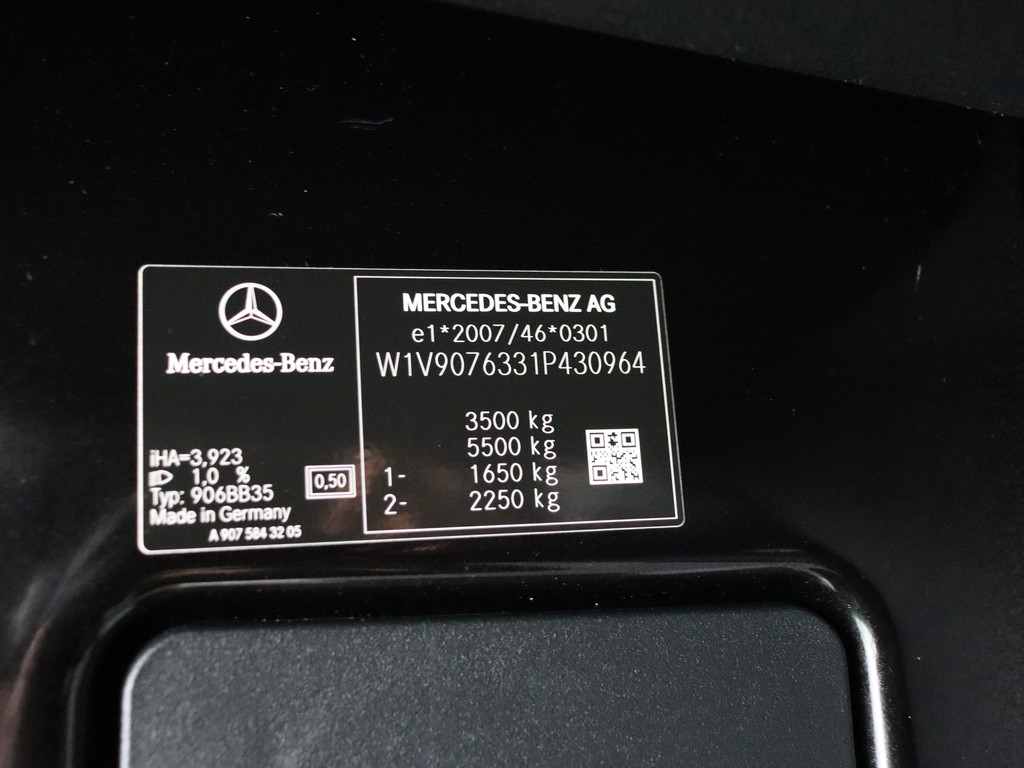 Mercedes-Benz
iHA=3,923
1,0 %
Typ: 906BB35
Made in Germany
A 907 584 32 05
0,50
MERCEDES-BENZ AG
e1*2007/46*0301
W1V9076331P430964
3500 kg
5500 kg
1- 1650 kg
2- 2250 kg